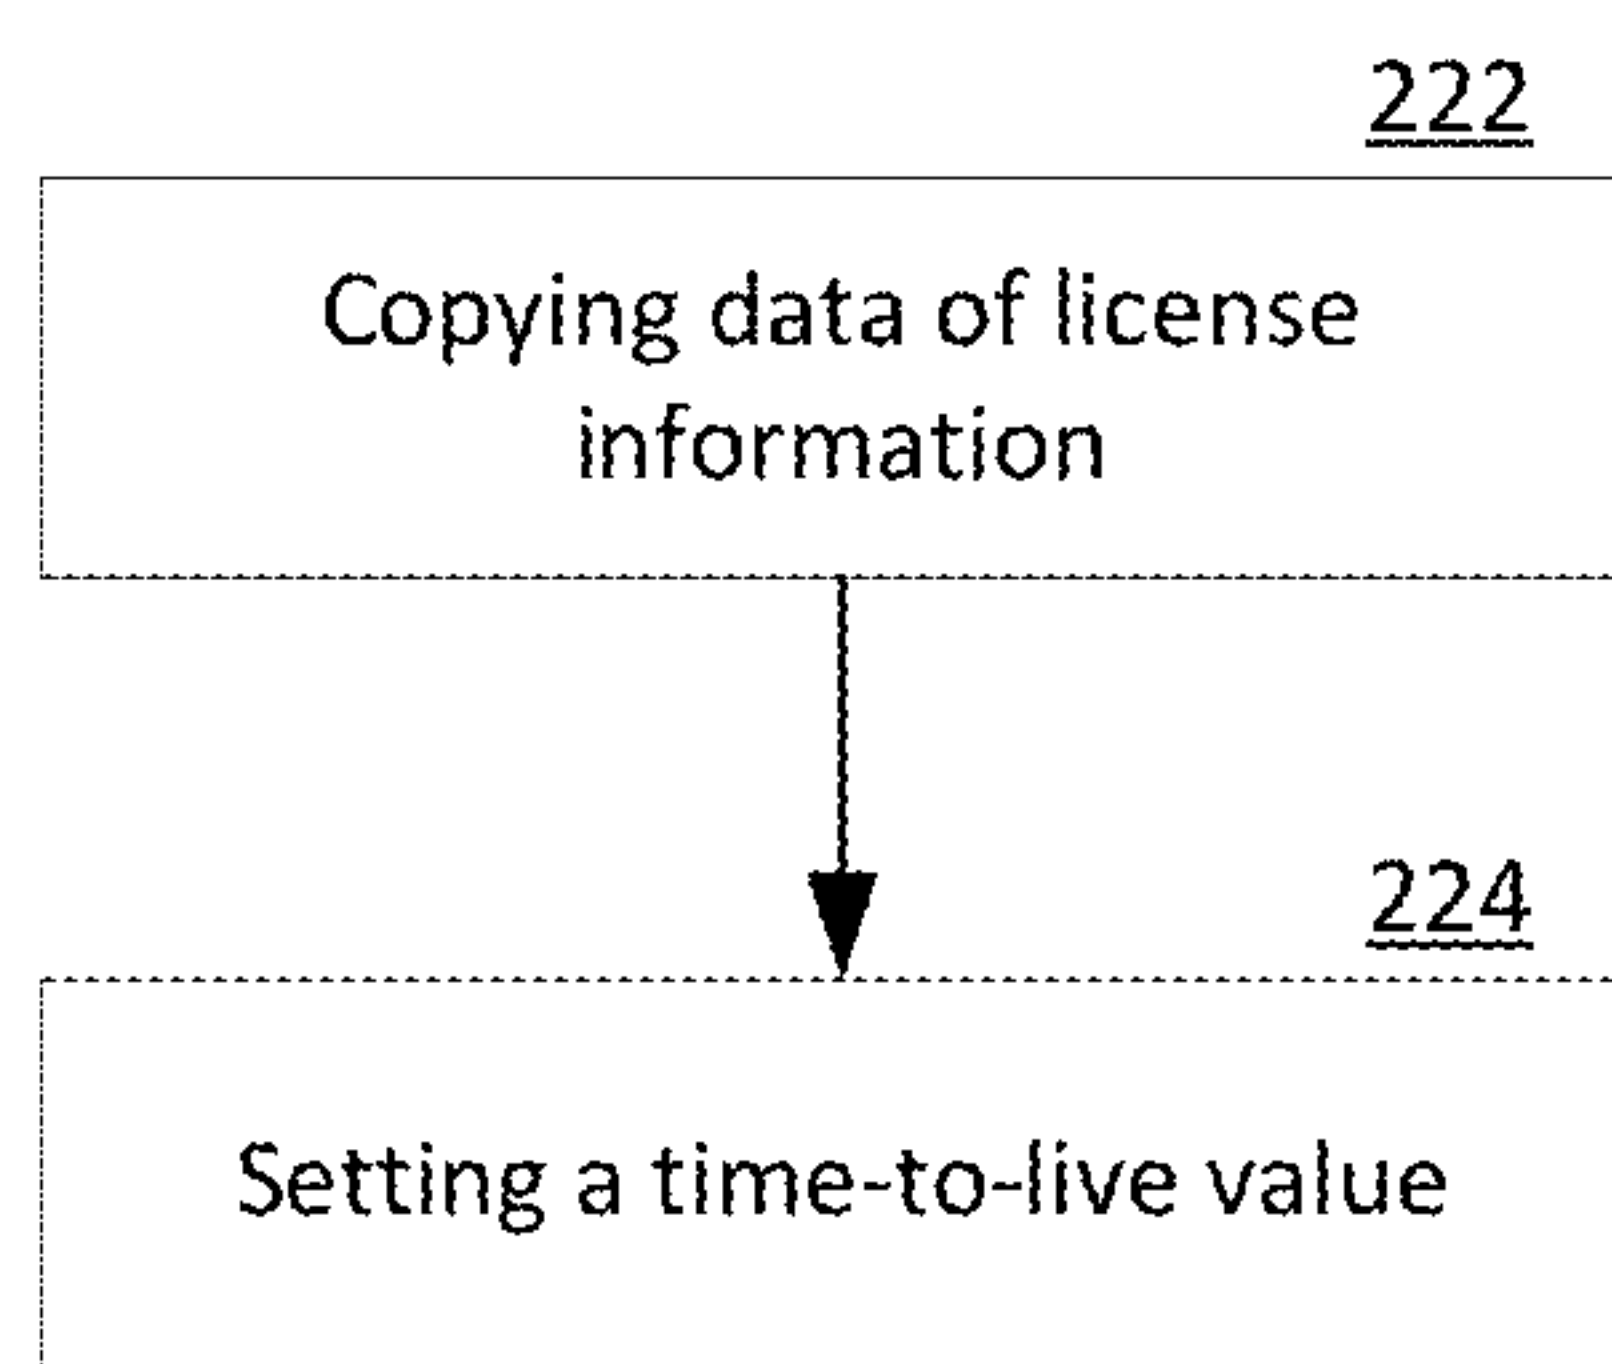 222
Copying data of license
information
224
Setting a time-to-live value